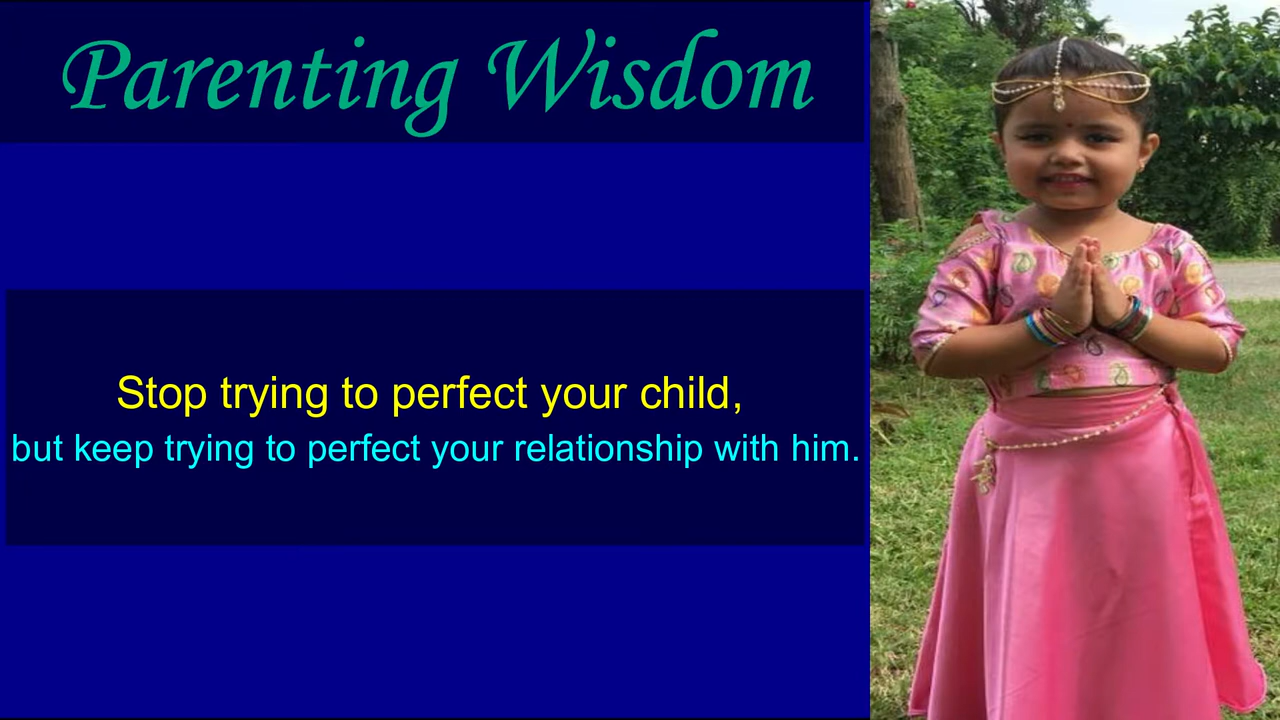 Parenting Wisdom
Stop trying to perfect your child,
but keep trying to perfect your relationship with him.